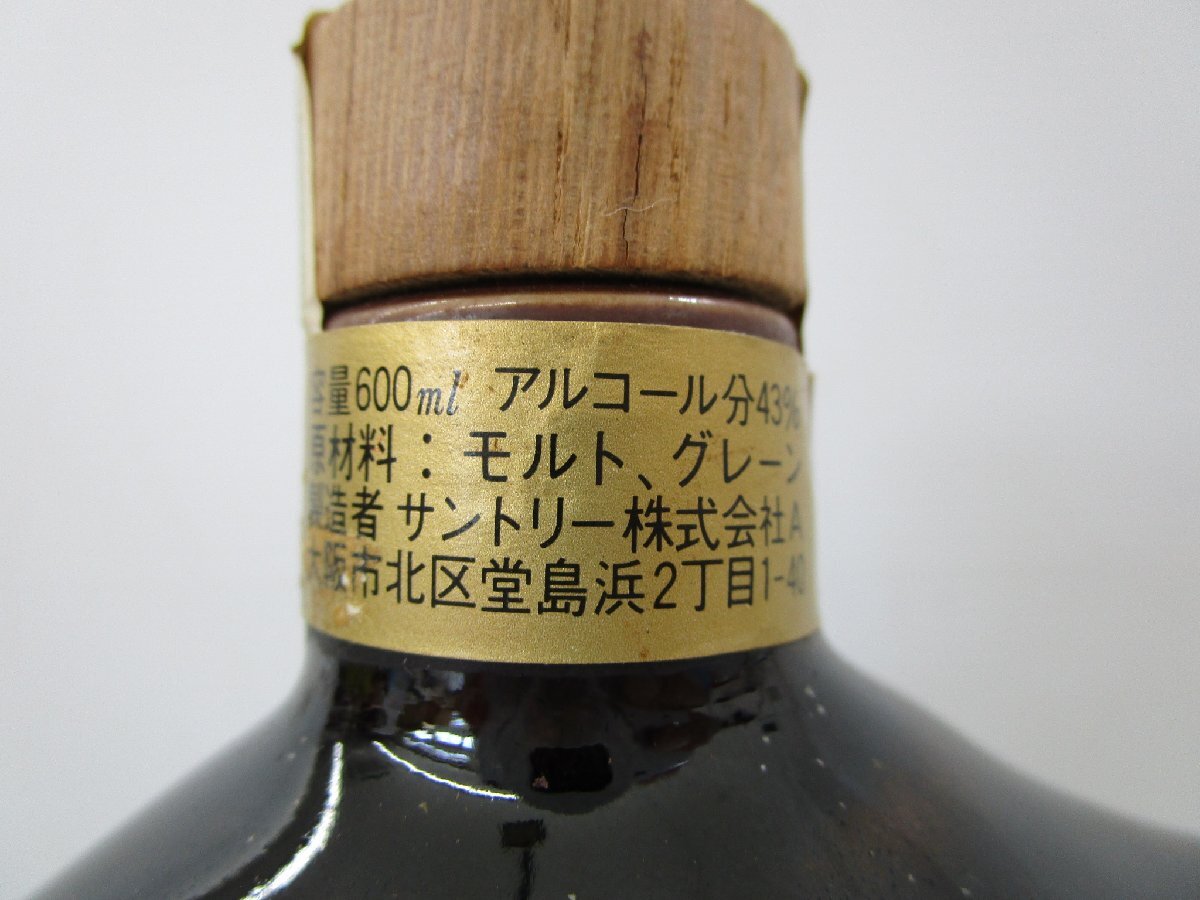 容量600ml アルコール分43%
原材料：モルト、グレーン
製造者 サントリー株式会社A
大阪市北区堂島浜2丁目1-40